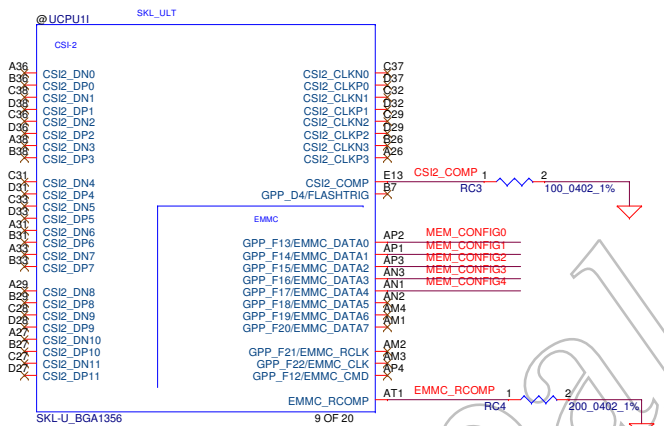 @UCPU1I
SKL_ULT
CSI-2
A36 CSI2_DN0 CSI2_CLKN0 C37
B36 CSI2_DP0 CSI2_CLKP0 D37
C38 CSI2_DN1 CSI2_CLKN1 C32
D38 CSI2_DP1 CSI2_CLKP1 D32
C36 CSI2_DN2 CSI2_CLKN2 C29
D36 CSI2_DP2 CSI2_CLKP2 D29
A38 CSI2_DN3 CSI2_CLKN3 B26
B38 CSI2_DP3 CSI2_CLKP3 A26
C31 CSI2_DN4 CSI2_COMP E13 CSI2_COMP 1 2
D31 CSI2_DP4 GPP_D4/FLASHTRIG B7 RC3 100_0402_1%
C33 CSI2_DN5
D33 CSI2_DP5 EMMC
A31 CSI2_DN6
B31 CSI2_DP6 GPP_F13/EMMC_DATA0 AP2 MEM_CONFIG0
A33 CSI2_DN7 GPP_F14/EMMC_DATA1 AP1 MEM_CONFIG1
B33 CSI2_DP7 GPP_F15/EMMC_DATA2 AP3 MEM_CONFIG2
GPP_F16/EMMC_DATA3 AN3 MEM_CONFIG3
A29 CSI2_DN8 GPP_F17/EMMC_DATA4 AN1 MEM_CONFIG4
B29 CSI2_DP8 GPP_F18/EMMC_DATA5 AN2
C28 CSI2_DN9 GPP_F19/EMMC_DATA6 AM4
D28 CSI2_DP9 GPP_F20/EMMC_DATA7 AM1
A27 CSI2_DN10
B27 CSI2_DP10 GPP_F21/EMMC_RCLK AM2
C27 CSI2_DN11 GPP_F22/EMMC_CLK AM3
D27 CSI2_DP11 GPP_F12/EMMC_CMD AP4
EMMC_RCOMP AT1 EMMC_RCOMP 1 2
RC4 200_0402_1%
SKL-U_BGA1356 9 OF 20